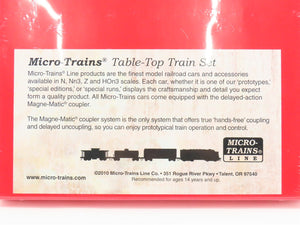 Micro Trains® Table-Top Train Set
Micro-Trains® Line products are the finest model railroad cars and accessories
available in N, Nn3, Z and HOn3 scales. Each car, whether it is one of our 'prototypes,'
'special editions,' or 'special runs,' displays the craftsmanship and detail you expect
form a quality product. All Micro-Trains cars come equipped with the delayed-action
Magne-Matic® coupler.
The Magne-Matic® coupler system is the only system that offers true 'hands-free' coupling
and delayed uncoupling, so you can enjoy prototypical train operation and control.
MICRO-
TRAINS®
LINE
micro-trains.com
©2010 Micro-Trains Line Co. • 351 Rogue River Pkwy • Talent, OR 97540
Recommended for ages 14 years and up.